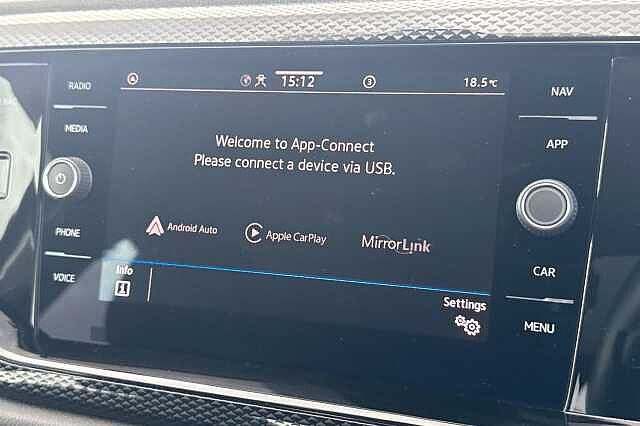 RADIO
MEDIA
PHONE
VOICE
15:12
3
18.5°C
Welcome to App-Connect
Please connect a device via USB.
Android Auto
Apple CarPlay
MirrorLink
Info
Settings
NAV
APP
CAR
MENU